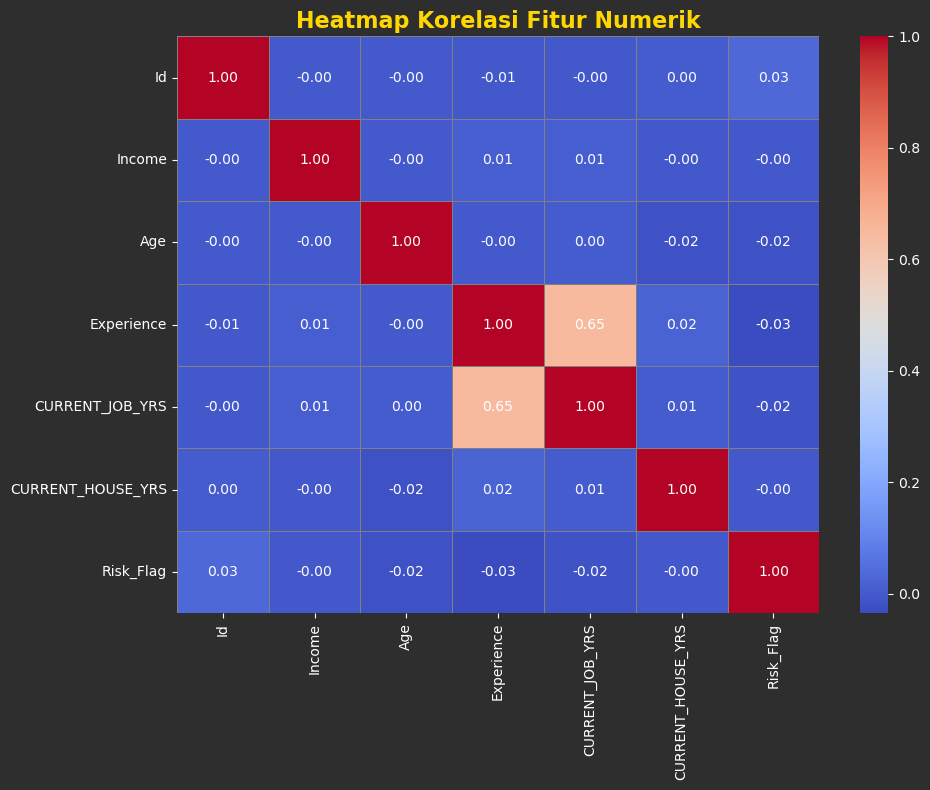 Heatmap Korelasi Fitur Numerik
Id 1.00 -0.00 -0.00 -0.01 -0.00 0.00 0.03
Income -0.00 1.00 -0.00 0.01 0.01 -0.00 -0.00
Age -0.00 -0.00 1.00 -0.00 0.00 -0.02 -0.02
Experience -0.01 0.01 -0.00 1.00 0.65 0.02 -0.03
CURRENT_JOB_YRS -0.00 0.01 0.00 0.65 1.00 0.01 -0.02
CURRENT_HOUSE_YRS 0.00 -0.00 -0.02 0.02 0.01 1.00 -0.00
Risk_Flag 0.03 -0.00 -0.02 -0.03 -0.02 -0.00 1.00
Id
Income
Age
Experience
CURRENT_JOB_YRS
CURRENT_HOUSE_YRS
Risk_Flag
1.0
0.8
0.6
0.4
0.2
0.0